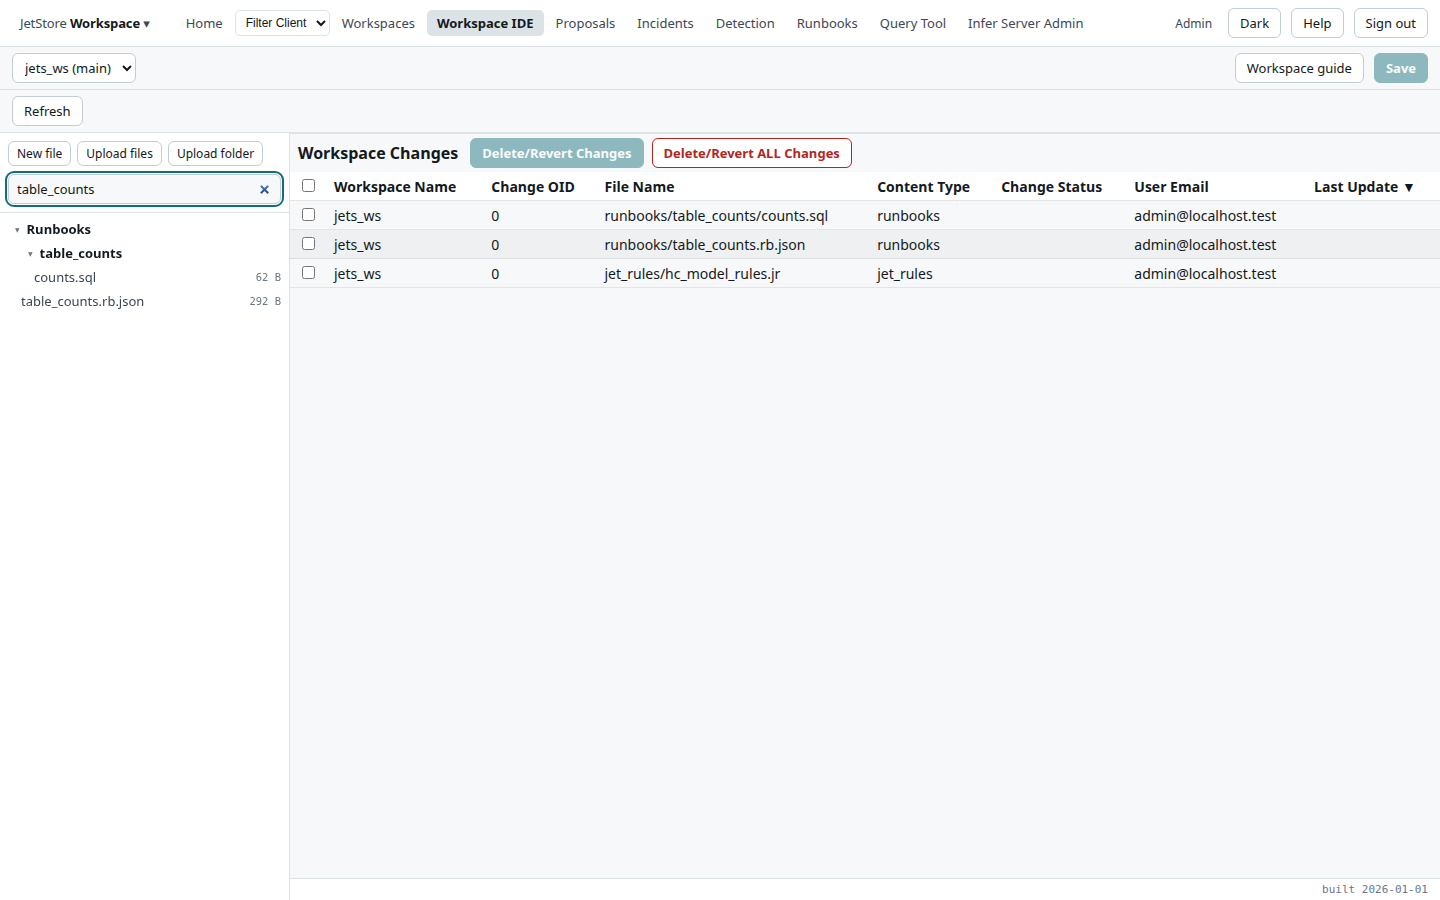 JetStore Workspace ▾ Home Filter Client Workspaces Workspace IDE Proposals Incidents Detection Runbooks Query Tool Infer Server Admin Admin Dark Help Sign out
jets_ws (main) Workspace guide Save
Refresh
New file Upload files Upload folder
table_counts ×
▾ Runbooks
▾ table_counts
counts.sql 62 B
table_counts.rb.json 292 B
Workspace Changes Delete/Revert Changes Delete/Revert ALL Changes
Workspace Name Change OID File Name Content Type Change Status User Email Last Update ▼
jets_ws 0 runbooks/table_counts/counts.sql runbooks admin@localhost.test
jets_ws 0 runbooks/table_counts.rb.json runbooks admin@localhost.test
jets_ws 0 jet_rules/hc_model_rules.jr jet_rules admin@localhost.test
built 2026-01-01